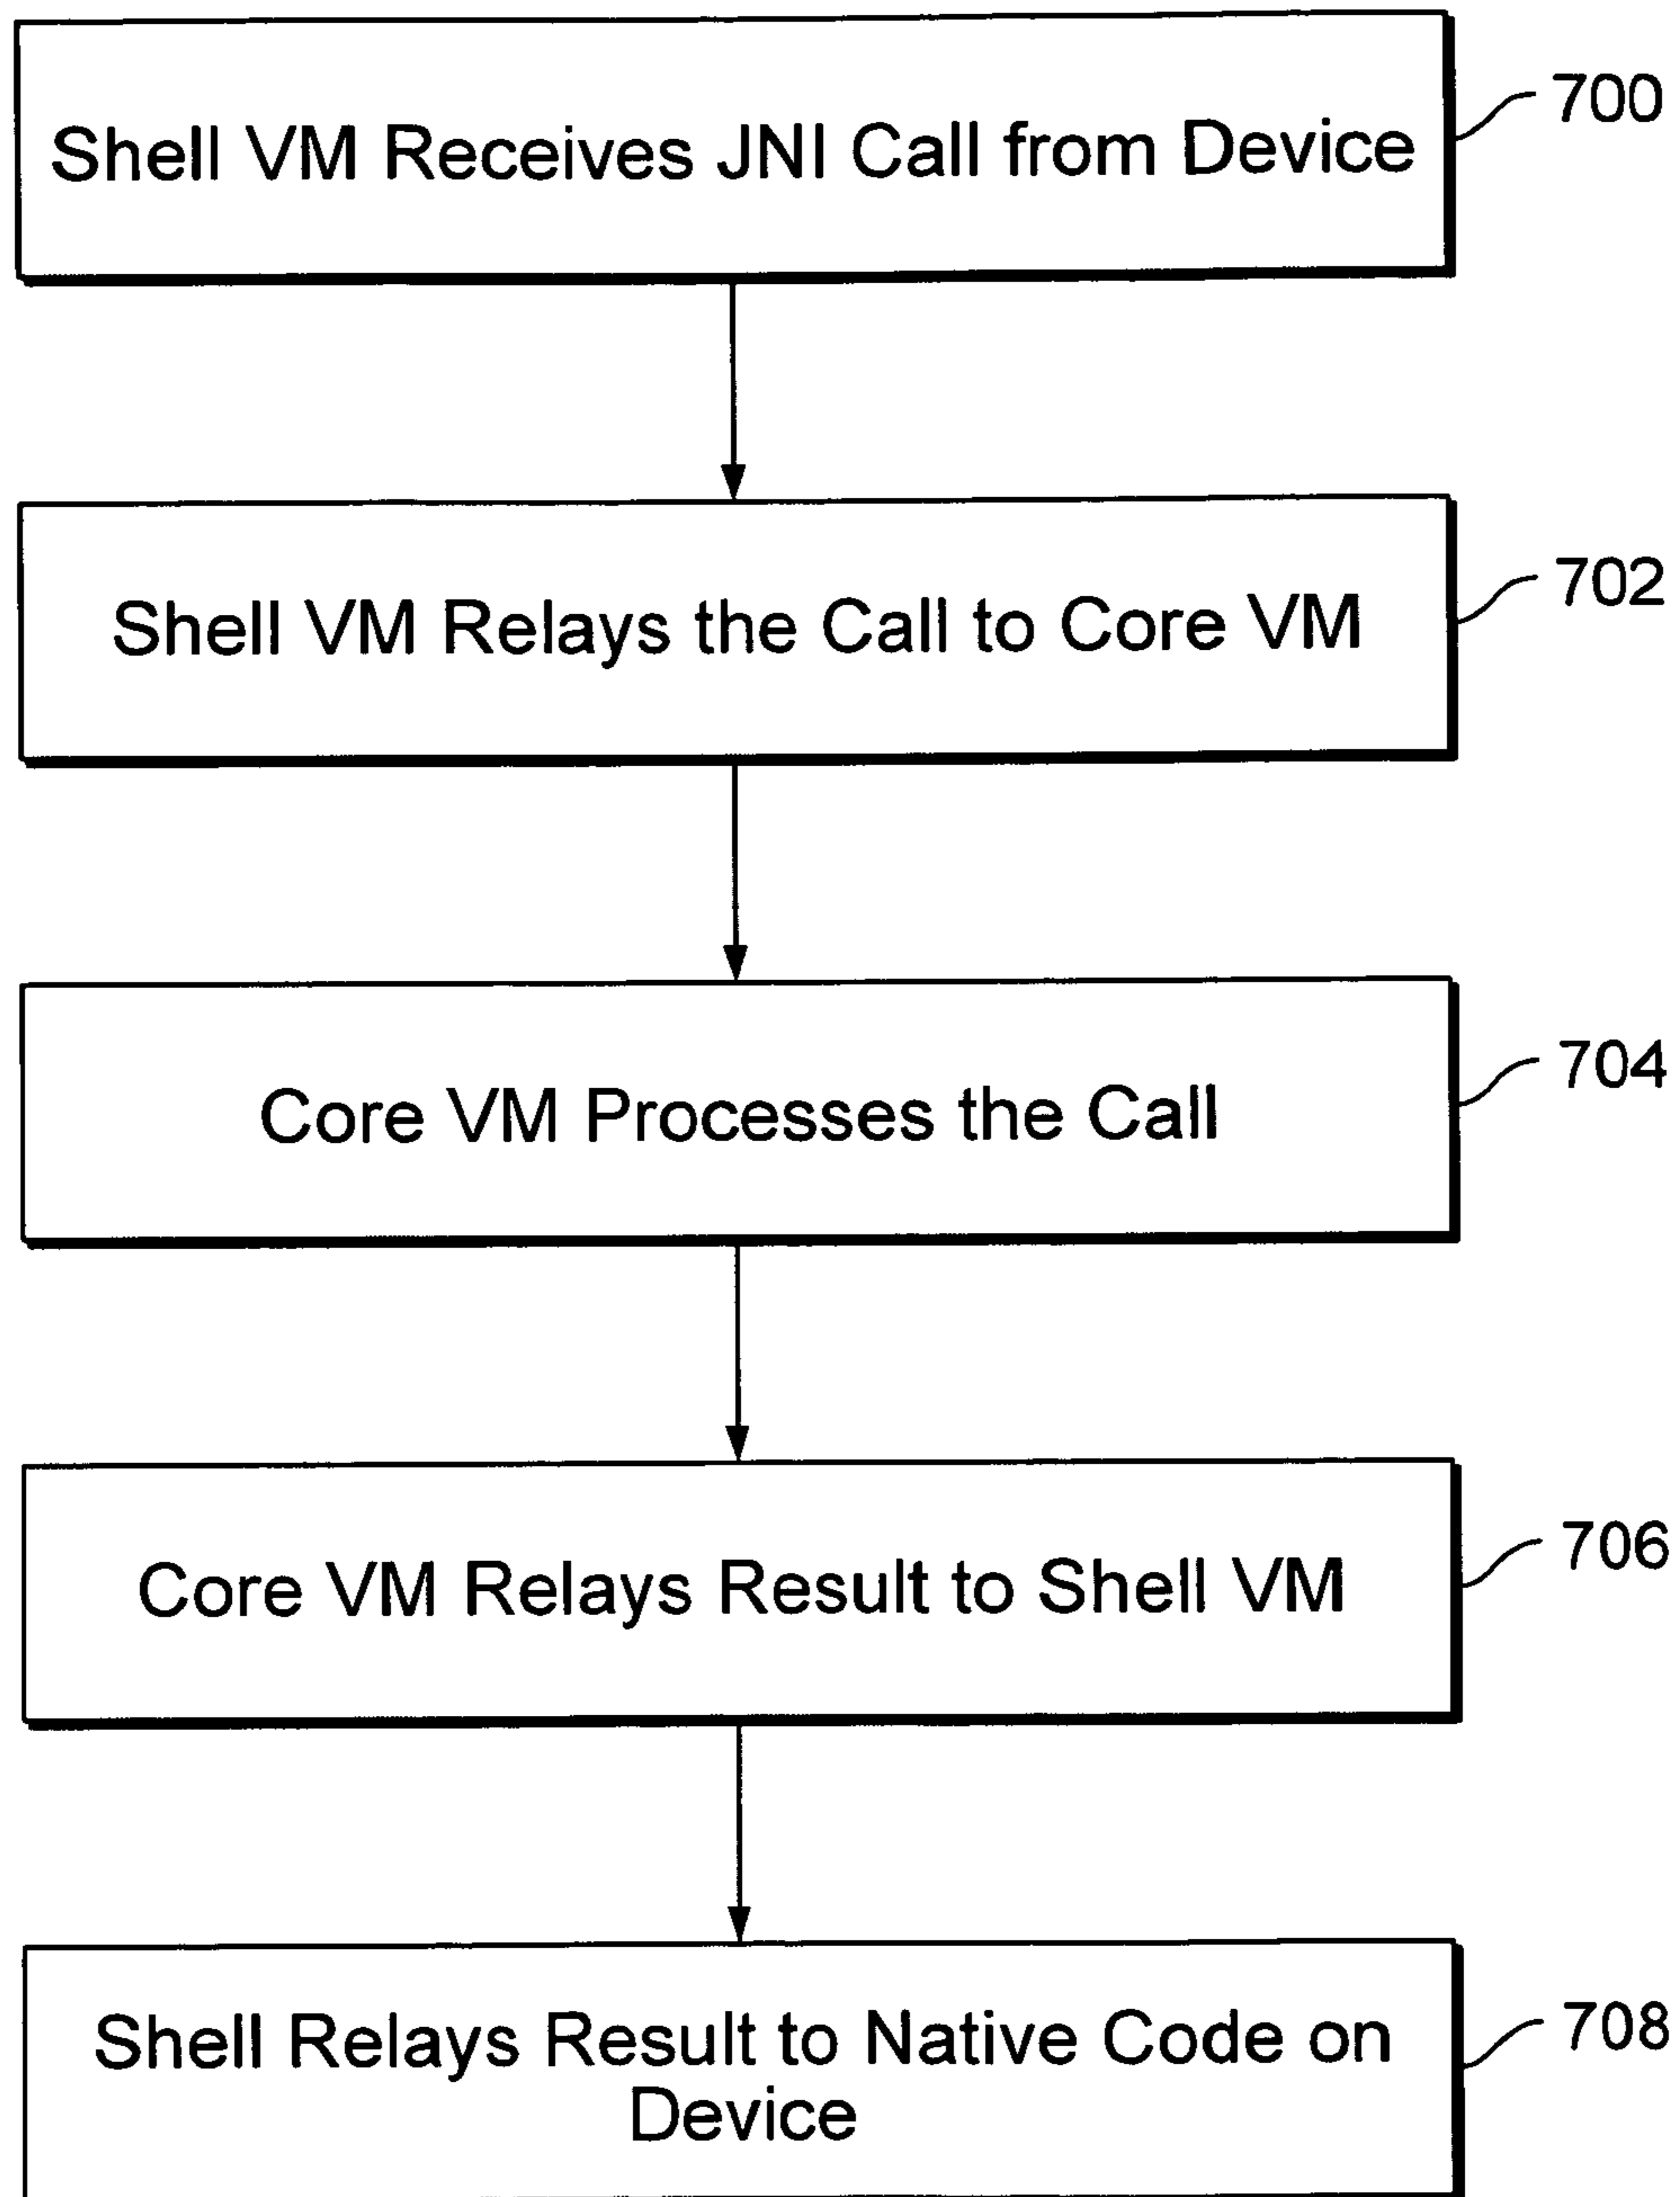 Shell VM Receives JNI Call from Device
700
Shell VM Relays the Call to Core VM
702
Core VM Processes the Call
704
Core VM Relays Result to Shell VM
706
Shell Relays Result to Native Code on
Device
708